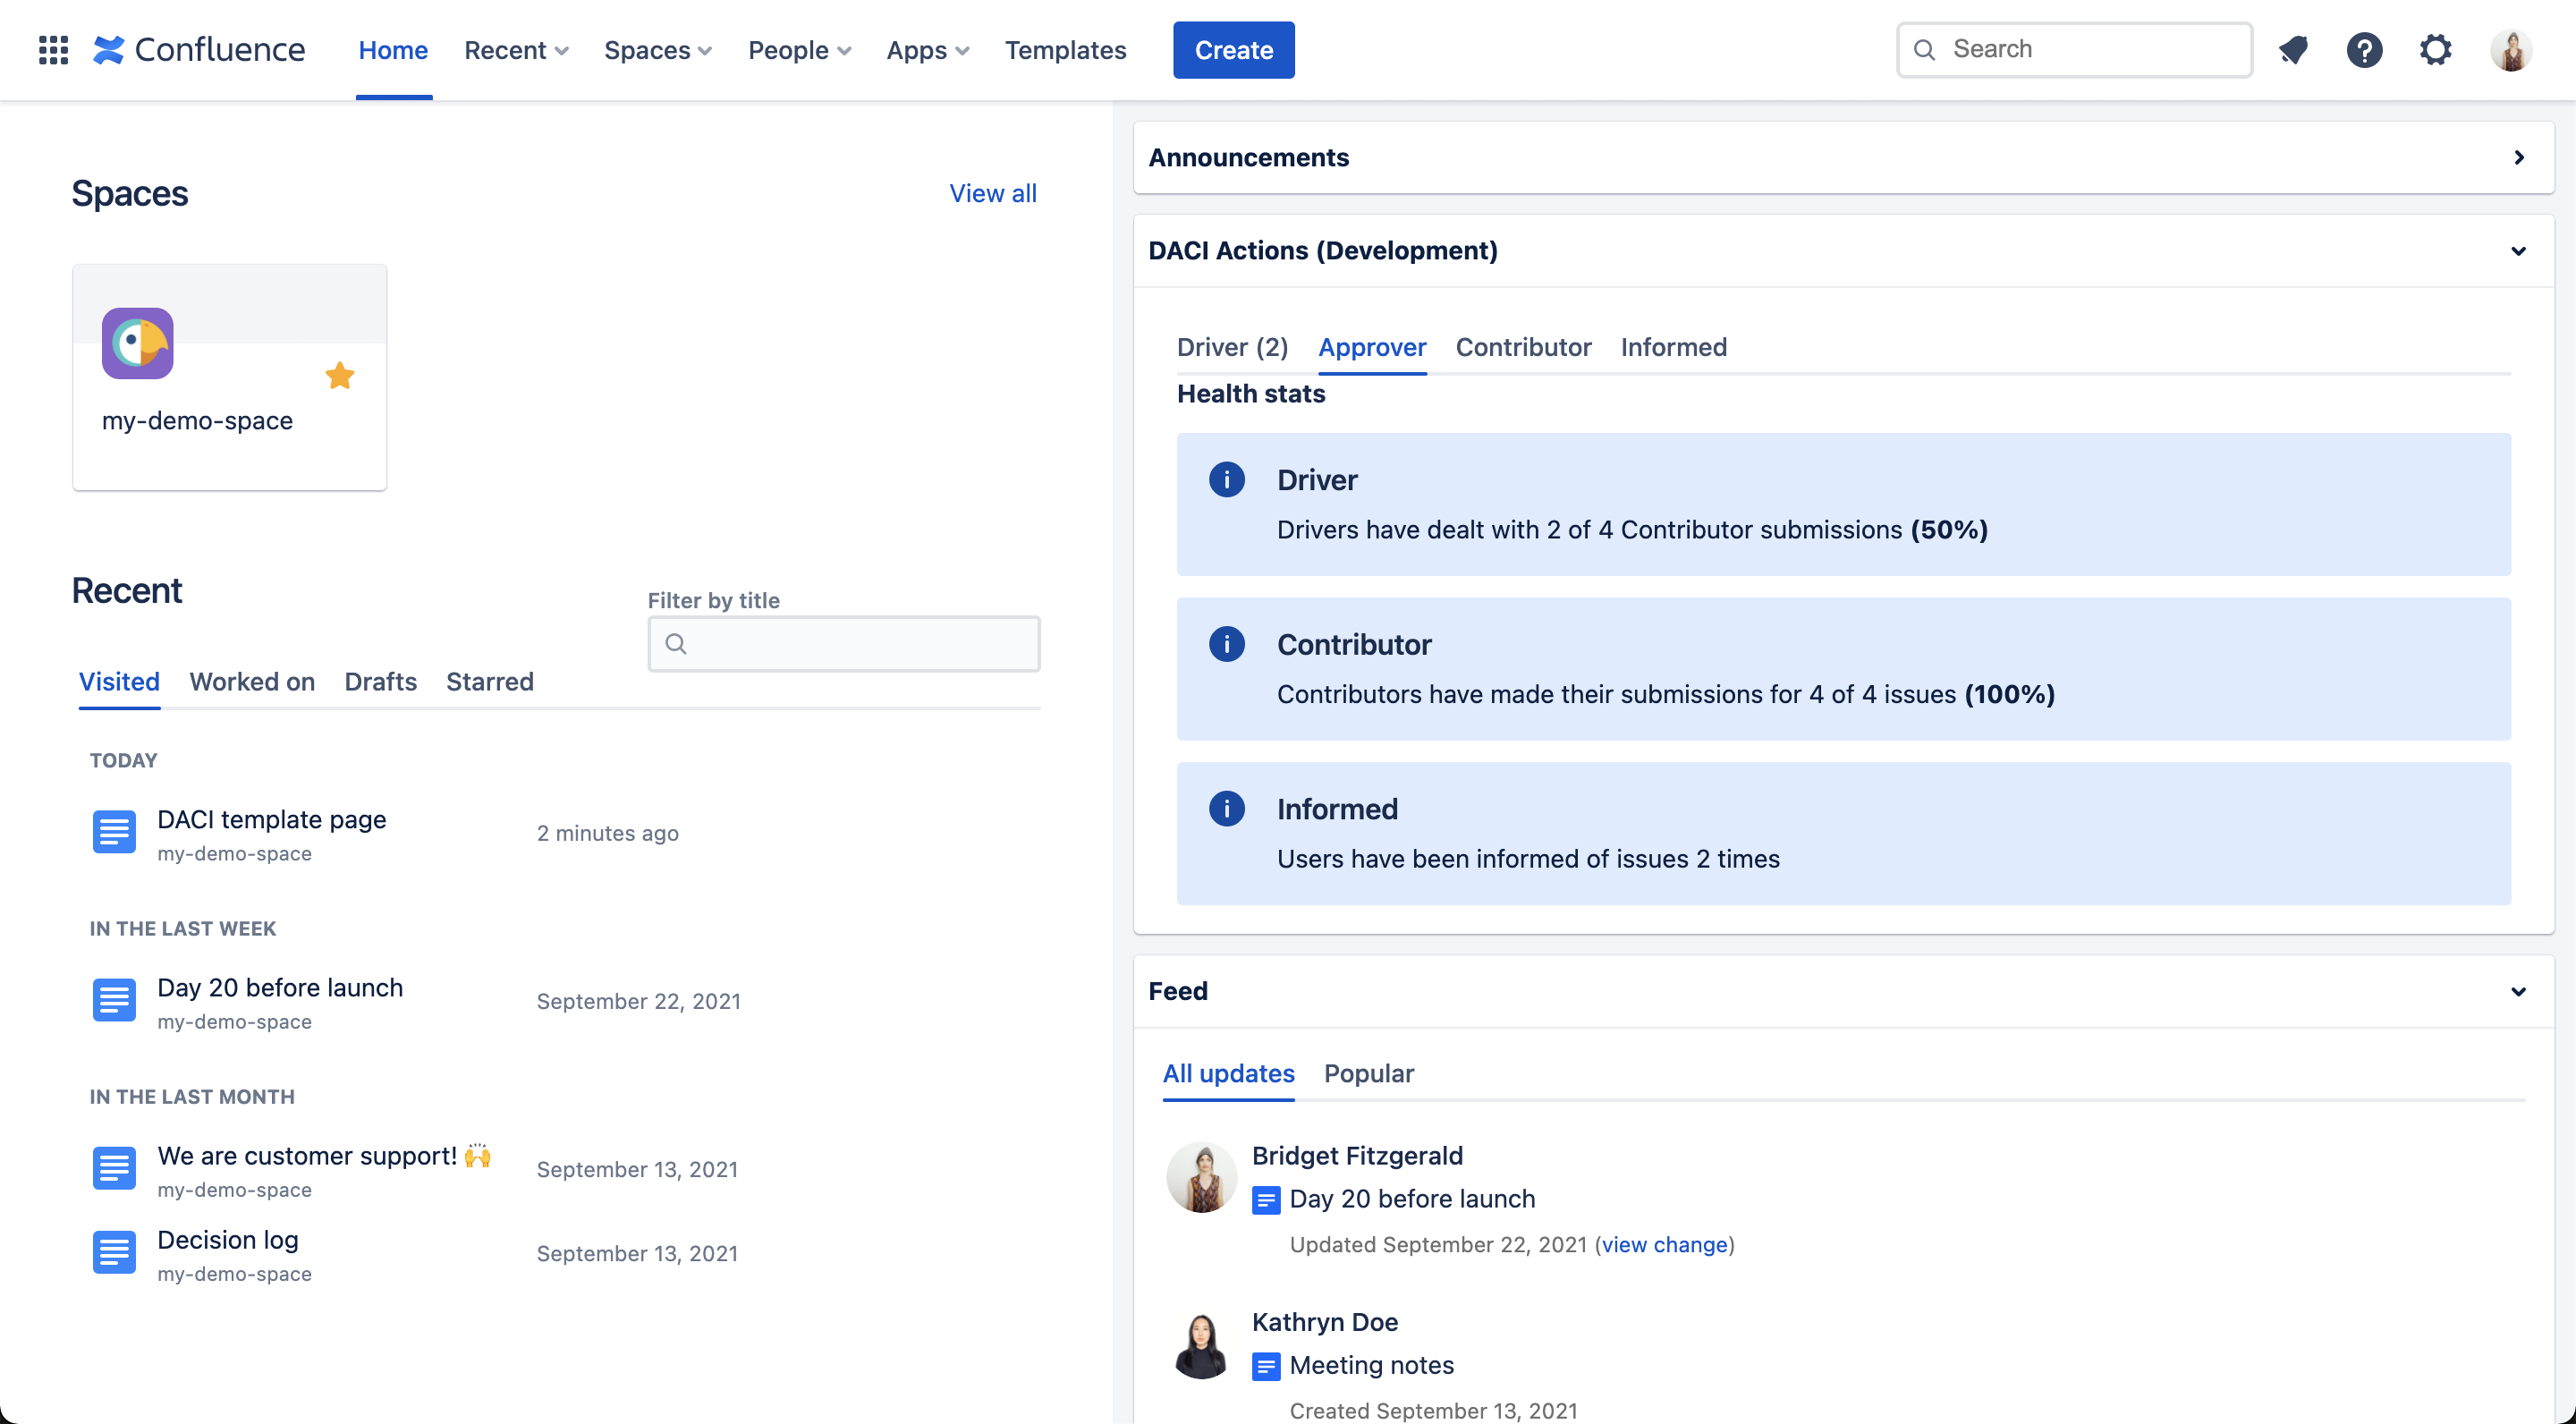 Confluence
Home Recent Spaces People Apps Templates Create Search
Spaces
View all
my-demo-space
Recent
Filter by title
Visited Worked on Drafts Starred
TODAY
DACI template page
my-demo-space
2 minutes ago
IN THE LAST WEEK
Day 20 before launch
my-demo-space
September 22, 2021
IN THE LAST MONTH
We are customer support! 🙌
my-demo-space
September 13, 2021
Decision log
my-demo-space
September 13, 2021
Announcements
DACI Actions (Development)
Driver (2) Approver Contributor Informed
Health stats
Driver
Drivers have dealt with 2 of 4 Contributor submissions (50%)
Contributor
Contributors have made their submissions for 4 of 4 issues (100%)
Informed
Users have been informed of issues 2 times
Feed
All updates Popular
Bridget Fitzgerald
Day 20 before launch
Updated September 22, 2021 (view change)
Kathryn Doe
Meeting notes
Created September 13, 2021